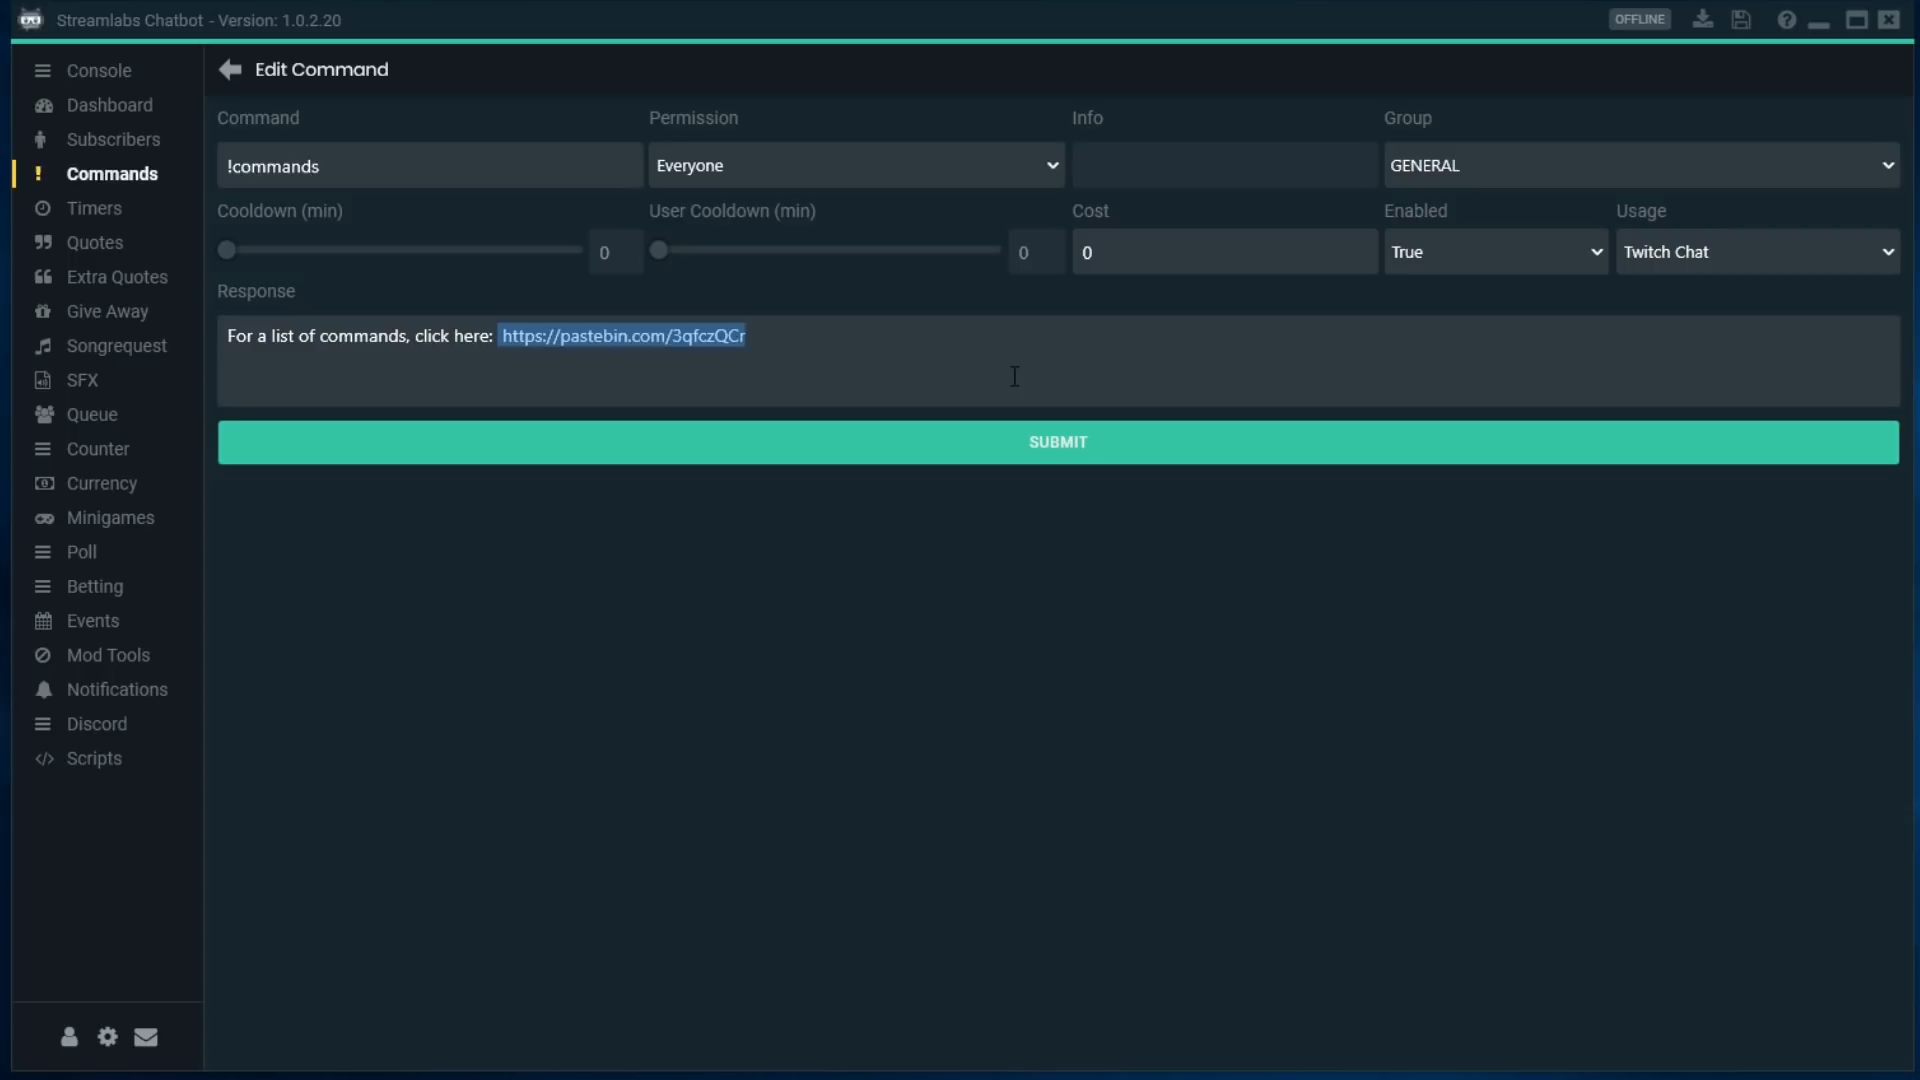 Streamlabs Chatbot - Version: 1.0.2.20
OFFLINE
Console
Dashboard
Subscribers
Commands
Timers
Quotes
Extra Quotes
Give Away
Songrequest
SFX
Queue
Counter
Currency
Minigames
Poll
Betting
Events
Mod Tools
Notifications
Discord
Scripts
Edit Command
Command Permission Info Group
!commands Everyone GENERAL
Cooldown (min) User Cooldown (min) Cost Enabled Usage
0 0 0 True Twitch Chat
Response
For a list of commands, click here: https://pastebin.com/3qfczQCr
SUBMIT